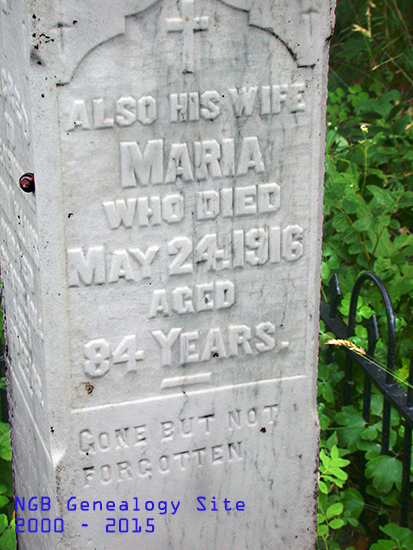 ALSO HIS WIFE
MARIA
WHO DIED
MAY 24. 1916
AGED
84 YEARS.
GONE BUT NOT
FORGOTTEN
NGB Genealogy Site
2000 - 2015